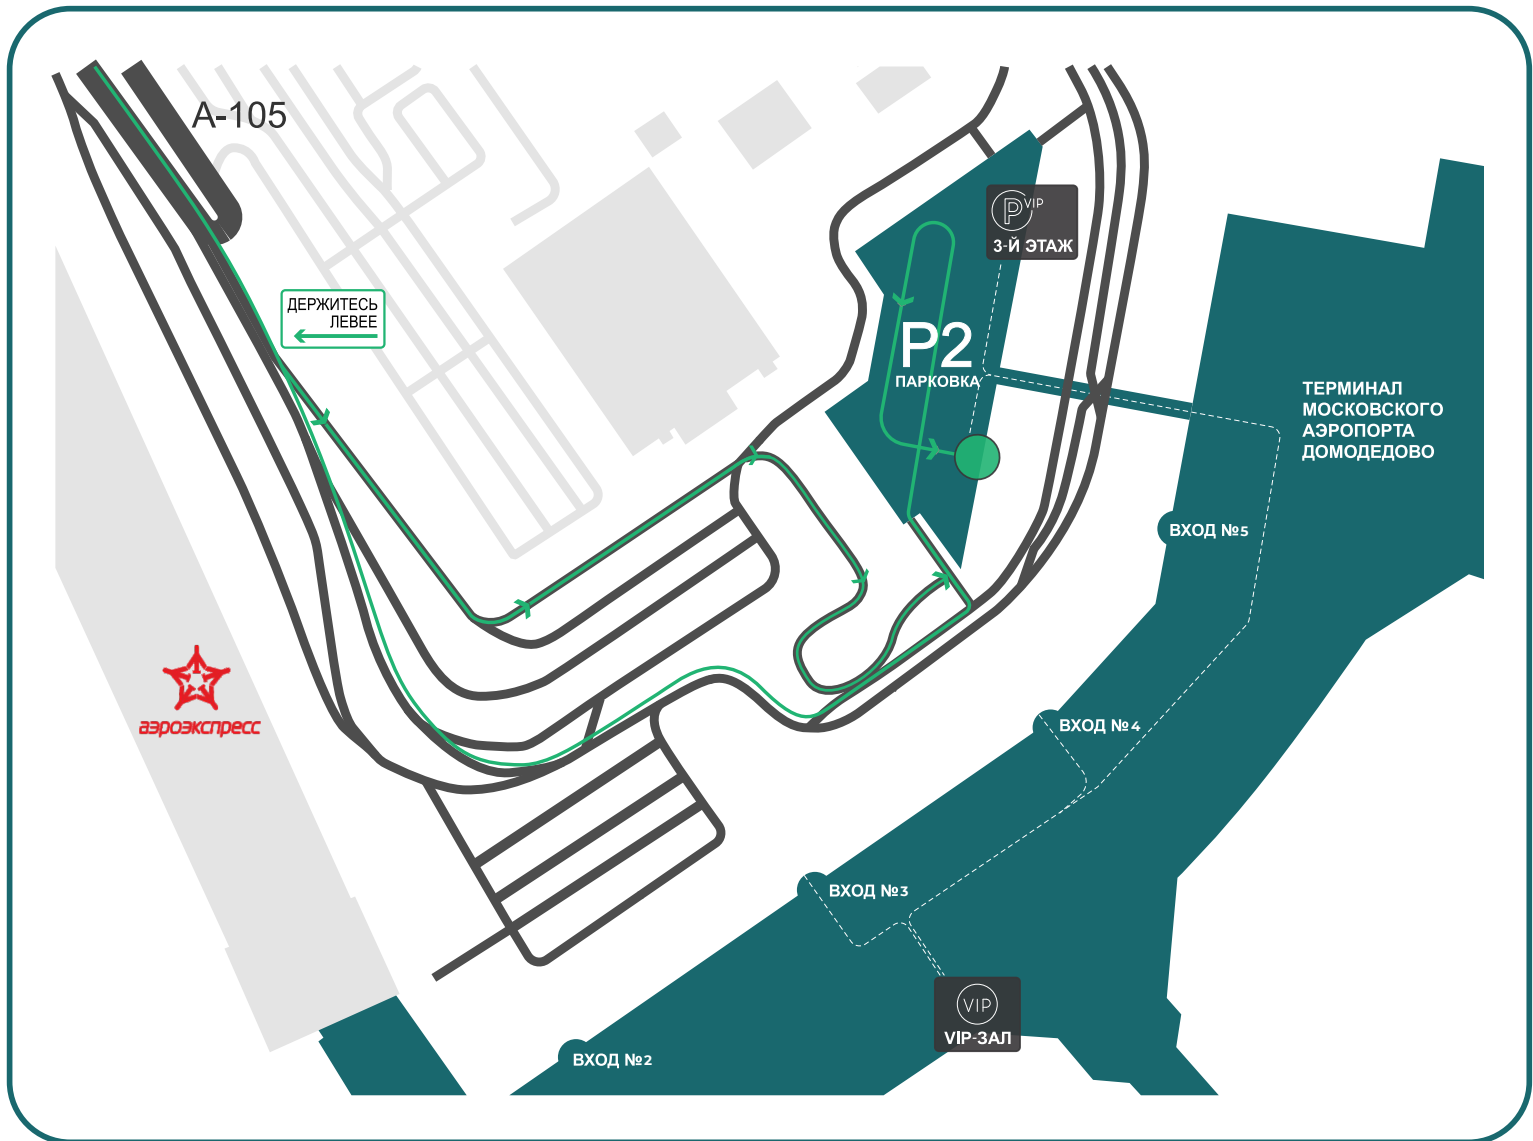 А-105
ДЕРЖИТЕСЬ
ЛЕВЕЕ
P VIP
3-Й ЭТАЖ
P2
ПАРКОВКА
ТЕРМИНАЛ
МОСКОВСКОГО
АЭРОПОРТА
ДОМОДЕДОВО
ВХОД №5
аэроэкспресс
ВХОД №4
ВХОД №3
VIP
VIP-ЗАЛ
ВХОД №2